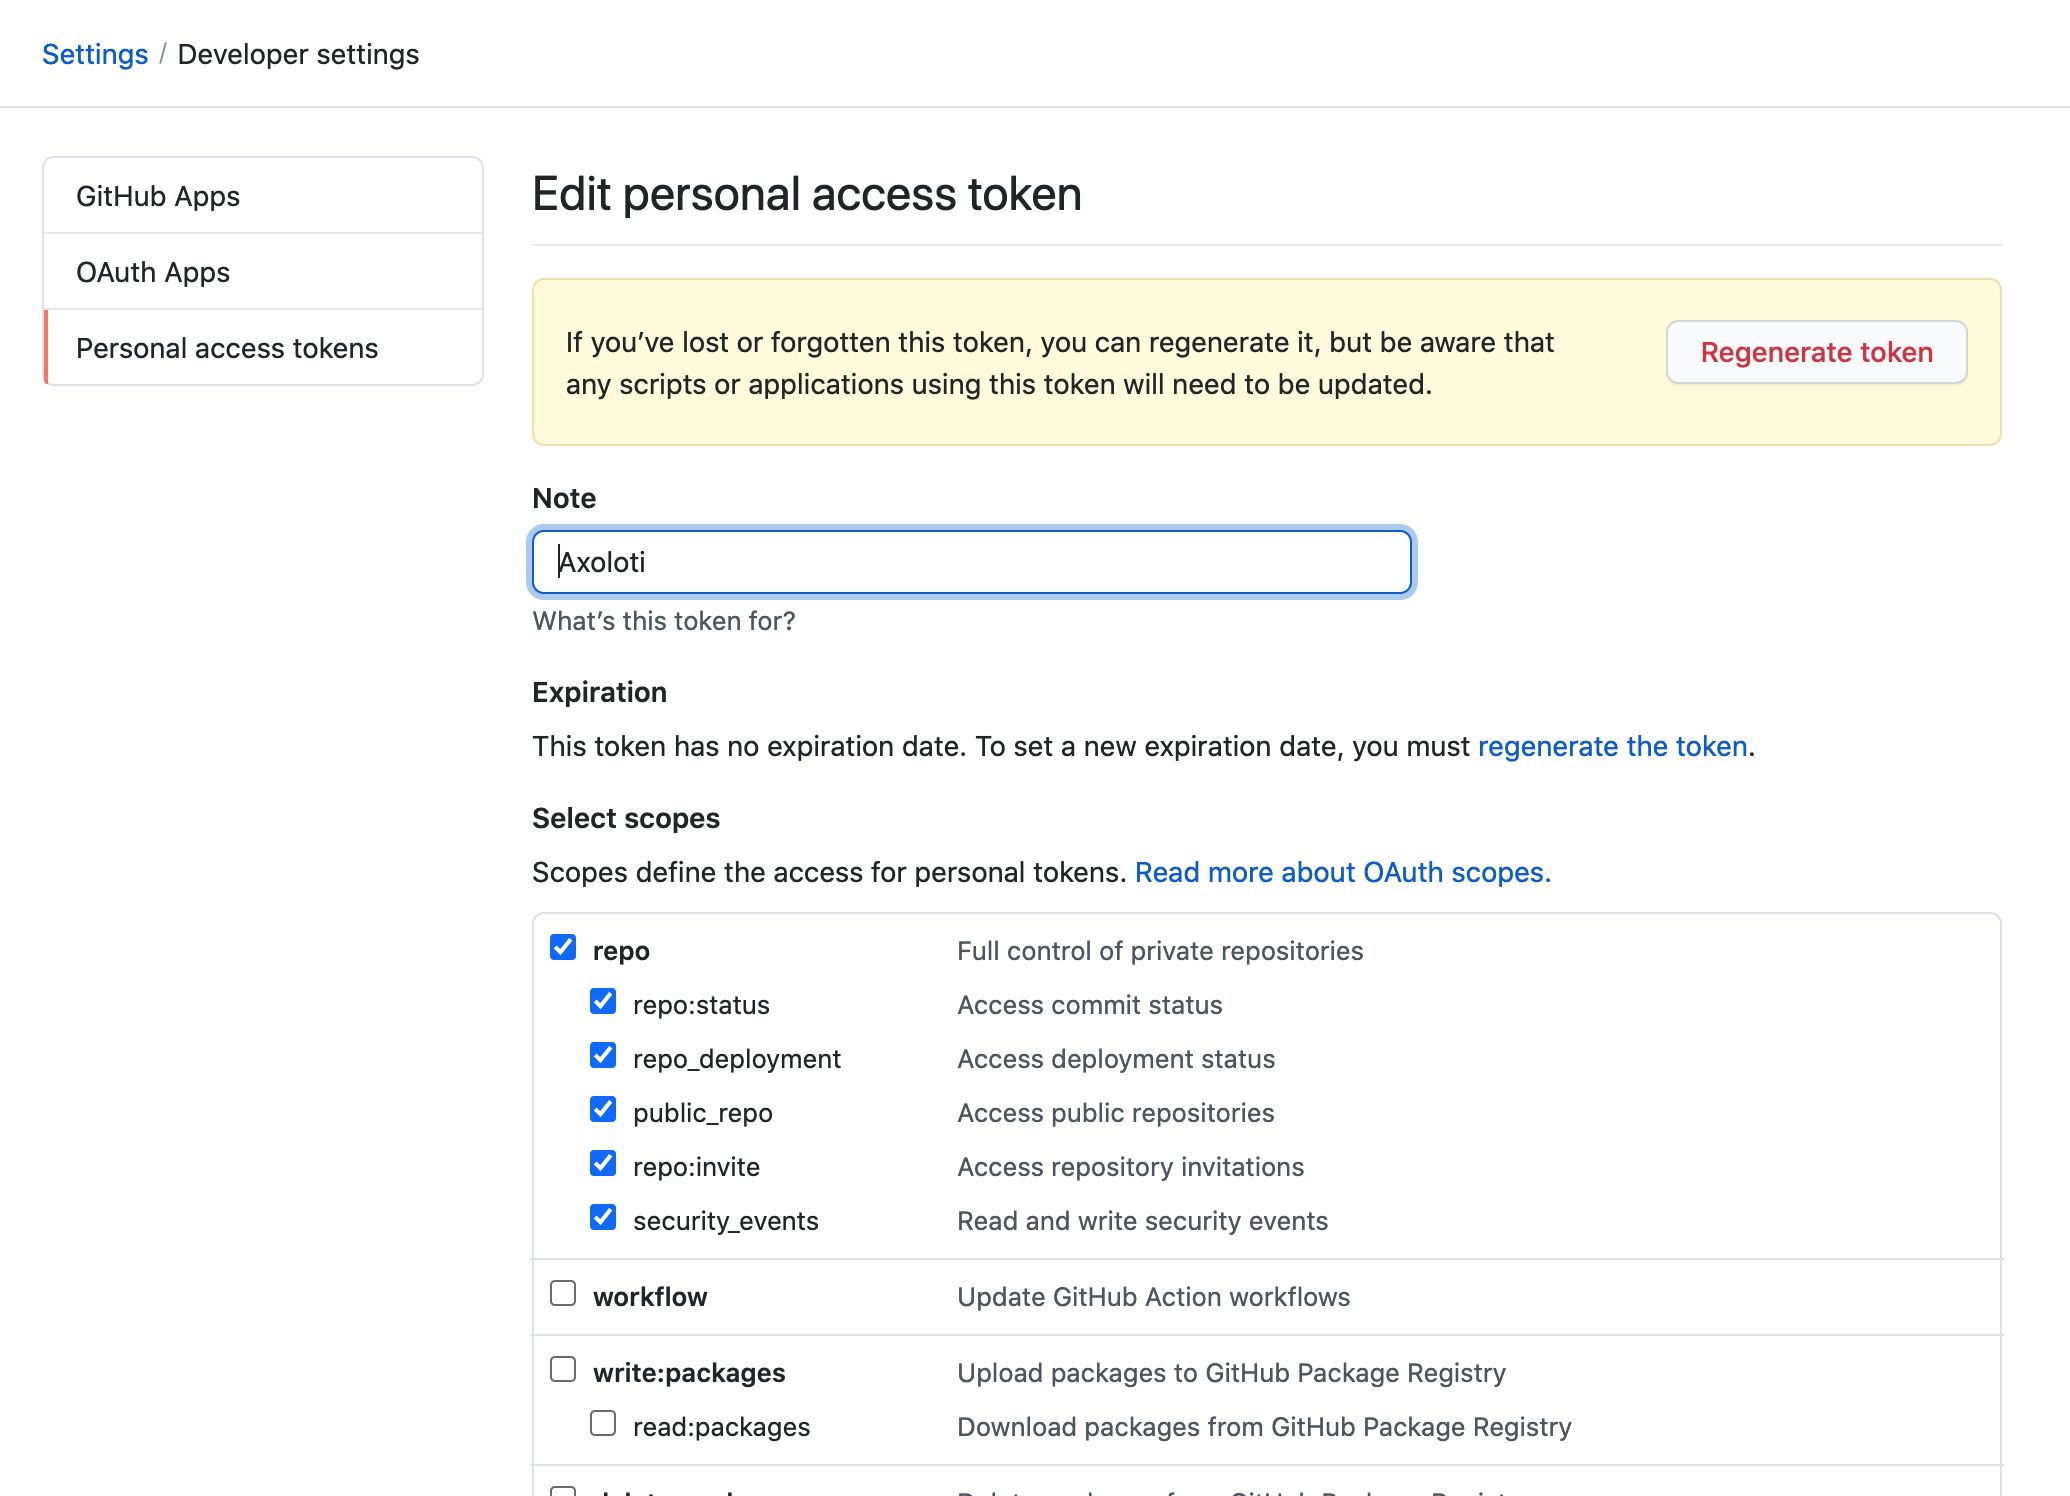 Settings / Developer settings
GitHub Apps
OAuth Apps
Personal access tokens
Edit personal access token
If you’ve lost or forgotten this token, you can regenerate it, but be aware that
any scripts or applications using this token will need to be updated.
Regenerate token
Note
Axoloti
What’s this token for?
Expiration
This token has no expiration date. To set a new expiration date, you must regenerate the token.
Select scopes
Scopes define the access for personal tokens. Read more about OAuth scopes.
repo Full control of private repositories
repo:status Access commit status
repo_deployment Access deployment status
public_repo Access public repositories
repo:invite Access repository invitations
security_events Read and write security events
workflow Update GitHub Action workflows
write:packages Upload packages to GitHub Package Registry
read:packages Download packages from GitHub Package Registry